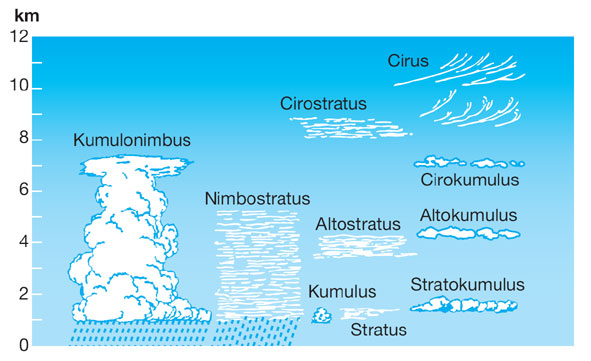 km
12
10
8
6
4
2
0
Cirus
Cirostratus
Kumulonimbus
Cirokumulus
Nimbostratus
Altokumulus
Altostratus
Stratokumulus
Kumulus
Stratus